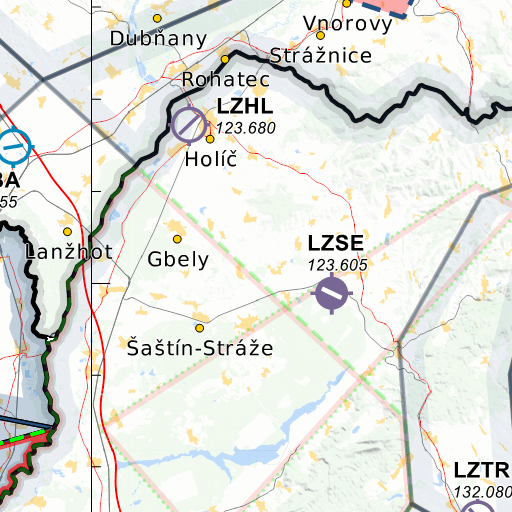 Vnorovy
Dubňany
Strážnice
Rohatec
LZHL
123.680
Holíč
BA
55
Lanžhot
Gbely
LZSE
123.605
Šaštín-Stráže
LZTR
132.080